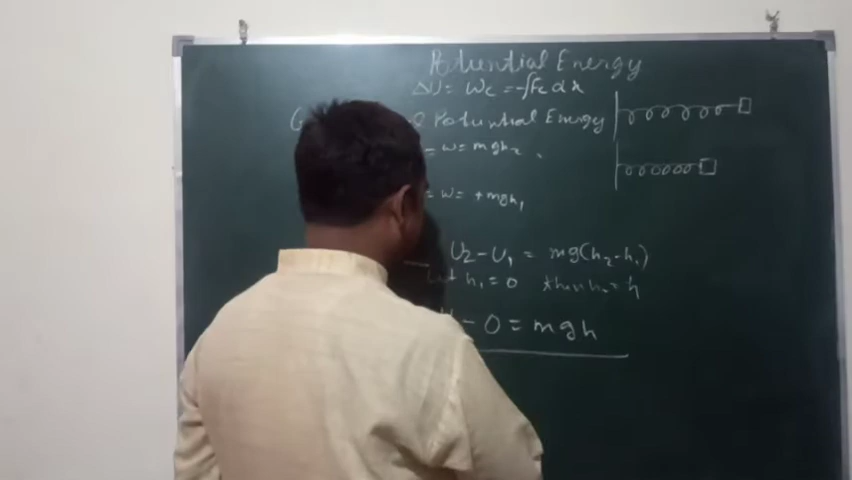 Potential Energy
ΔU = Wc = -∫Fc dx
Potential Energy
= W = mgh₂
= W = +mgh₁
U₂ - U₁ = mg(h₂-h₁)
Let h₁ = 0 then h₂ = h
- 0 = mgh